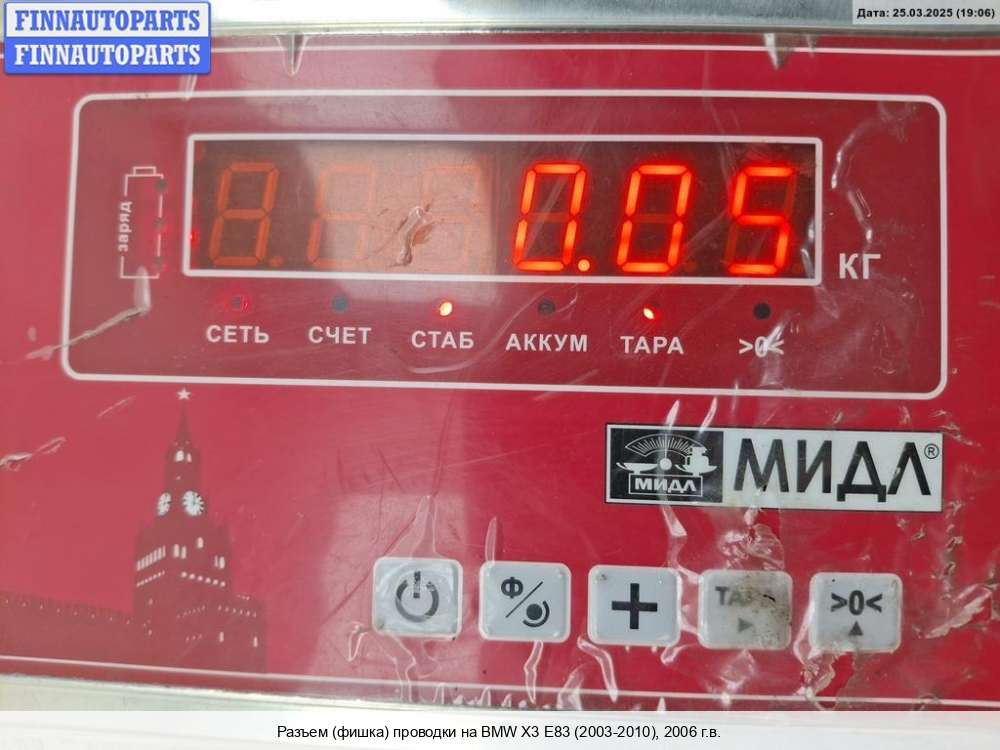 FINNAUTOPARTS
FINNAUTOPARTS
Дата: 25.03.2025 (19:06)
заряд
0.05
КГ
СЕТЬ СЧЕТ СТАБ АККУМ ТАРА >0<
МИДЛ
МИДЛ®
Ф/
+
>0<
Разъем (фишка) проводки на BMW X3 E83 (2003-2010), 2006 г.в.